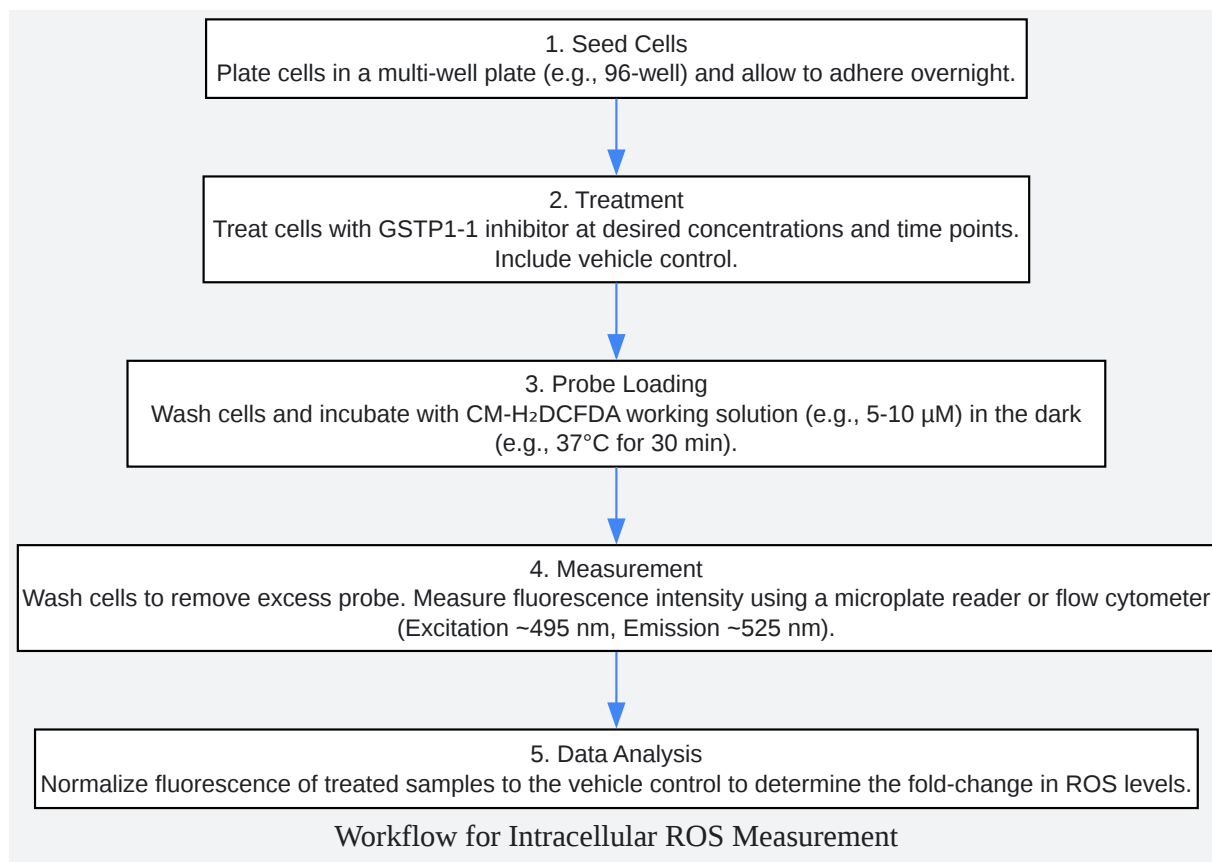 1. Seed Cells
Plate cells in a multi-well plate (e.g., 96-well) and allow to adhere overnight.
2. Treatment
Treat cells with GSTP1-1 inhibitor at desired concentrations and time points.
Include vehicle control.
3. Probe Loading
Wash cells and incubate with CM-H₂DCFDA working solution (e.g., 5-10 µM) in the dark
(e.g., 37°C for 30 min).
4. Measurement
Wash cells to remove excess probe. Measure fluorescence intensity using a microplate reader or flow cytometer
(Excitation ~495 nm, Emission ~525 nm).
5. Data Analysis
Normalize fluorescence of treated samples to the vehicle control to determine the fold-change in ROS levels.
Workflow for Intracellular ROS Measurement